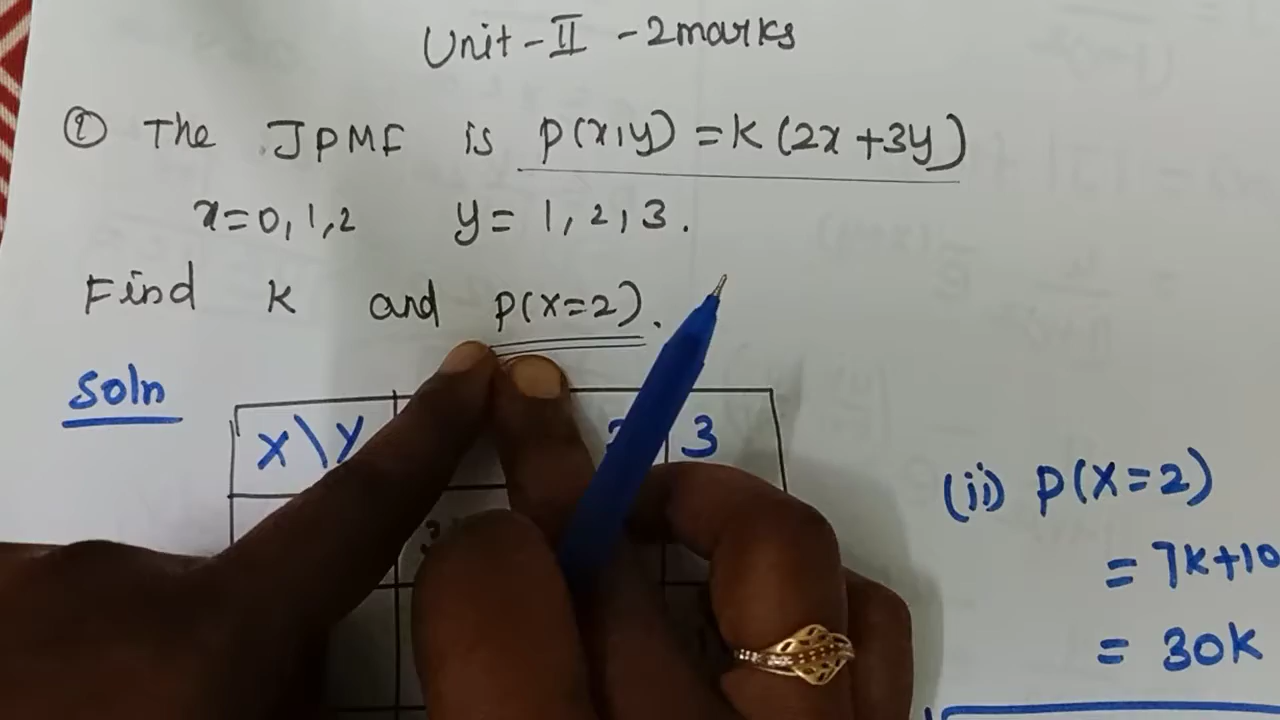 Unit-II -2marks
① The JPMF is P(x,y) = K(2x+3y)
x=0,1,2 y= 1,2,3.
Find K and P(X=2).
Soln
X\Y 3
(ii) P(X=2)
= 7K+10
= 30K